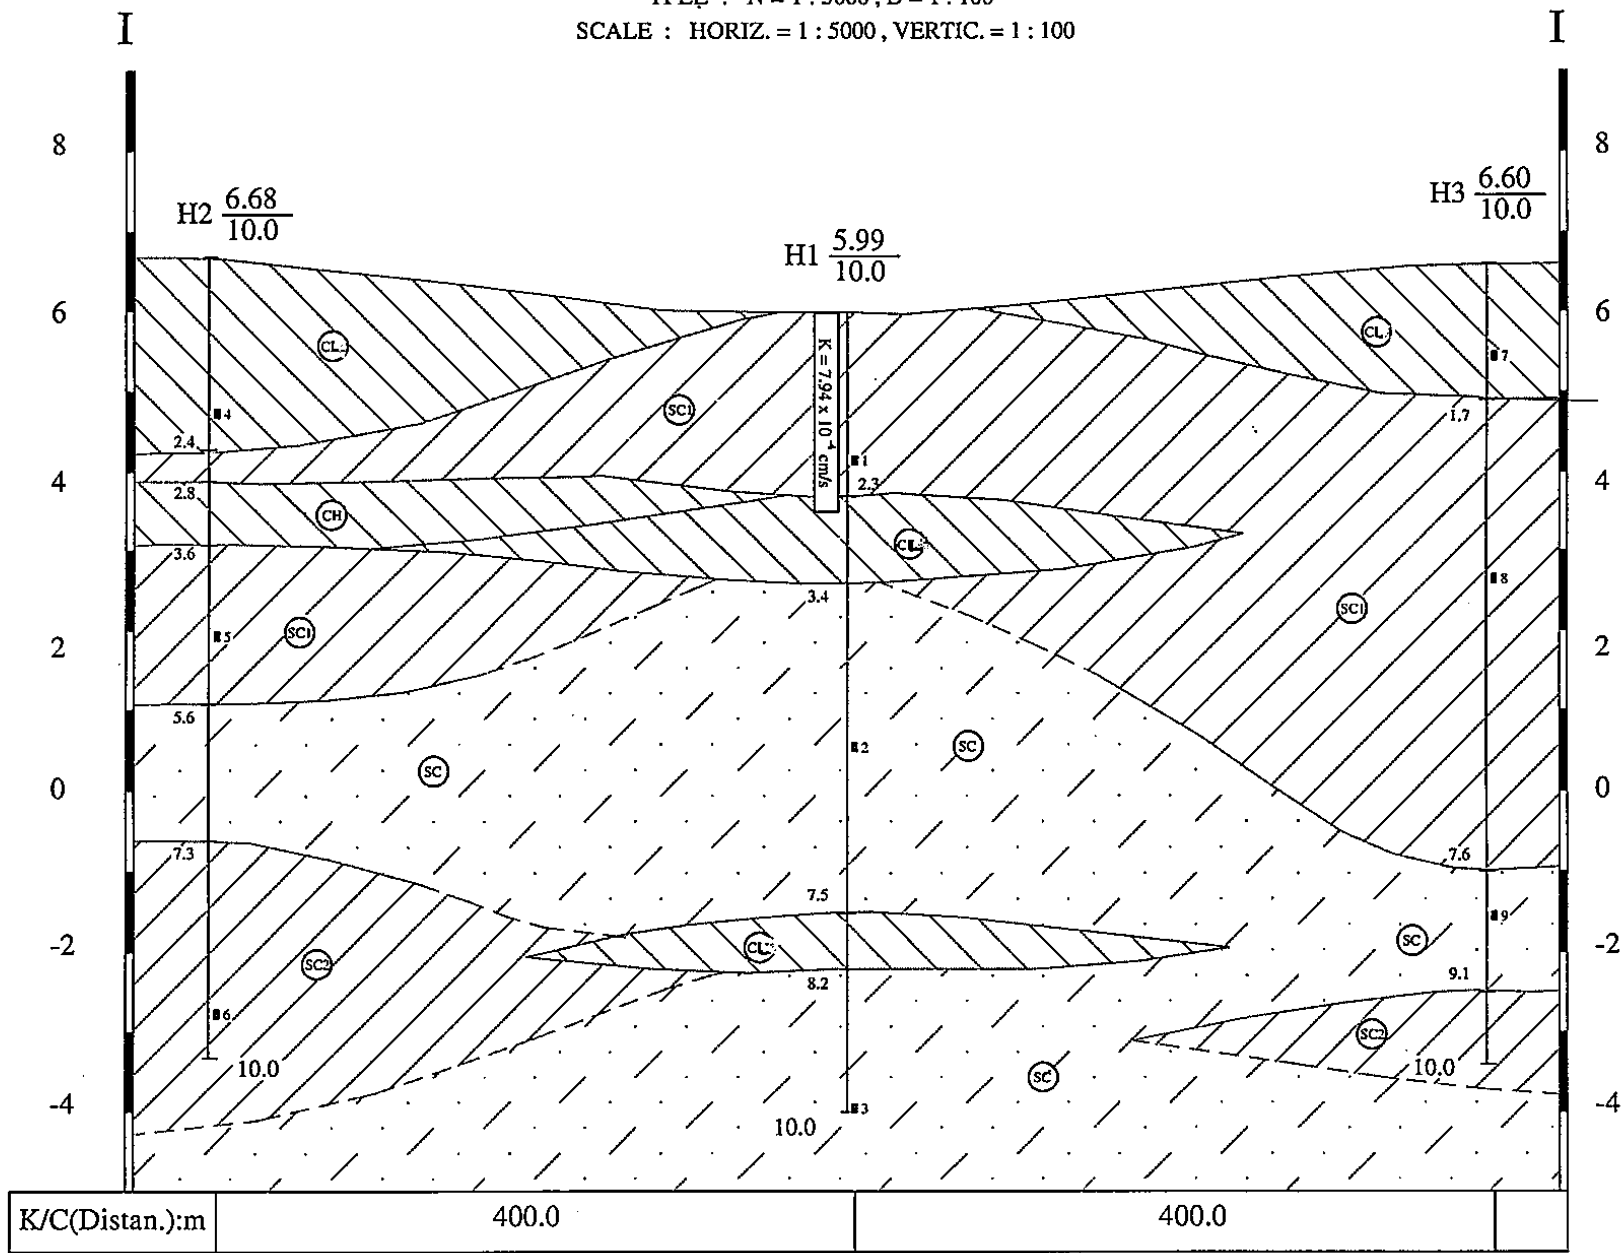 SCALE : HORIZ. = 1 : 5000 , VERTIC. = 1 : 100
I I
8 8
H2 6.68
10.0
H3 6.60
10.0
H1 5.99
10.0
6 6
K = 7.94 x 10⁻⁴ cm/s
7
4
SC1
1.7
2.4
1
2.3
4 4
2.8
CH
3.6
8
3.4
SC1
SC1
5
2 2
5.6
2
SC
SC
0 0
7.3
7.6
7.5
9
-2 -2
SC
SC2
8.2
9.1
6
SC2
10.0
10.0
SC
-4 -4
3
10.0
K/C(Distan.):m 400.0 400.0